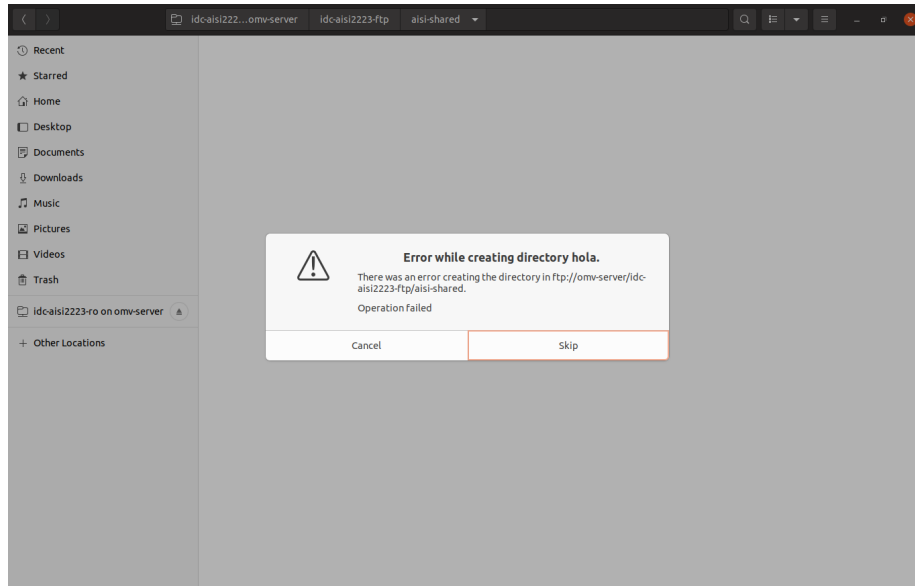 idc-aisi222...omv-server idc-aisi2223-ftp aisi-shared
Recent
Starred
Home
Desktop
Documents
Downloads
Music
Pictures
Videos
Trash
idc-aisi2223-ro on omv-server
+ Other Locations
Error while creating directory hola.
There was an error creating the directory in ftp://omv-server/idc-
aisi2223-ftp/aisi-shared.
Operation failed
Cancel Skip